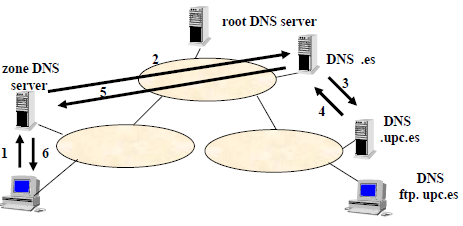 root DNS server
2
DNS .es
zone DNS
server
5
3
4
DNS
.upc.es
1
6
DNS
ftp. upc.es